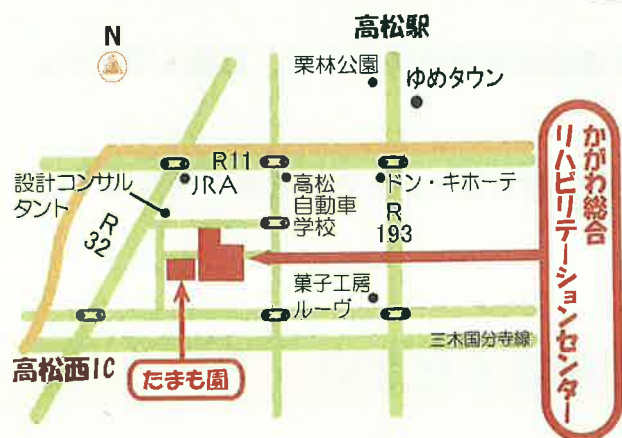 高松駅
N
栗林公園
ゆめタウン
R11
設計コンサル
タント
JRA
高松
自動車
学校
ドン・キホーテ
R
32
R
193
かがわ総合
リハビリテーションセンター
菓子工房
ルーヴ
三木国分寺線
高松西IC
たまも園